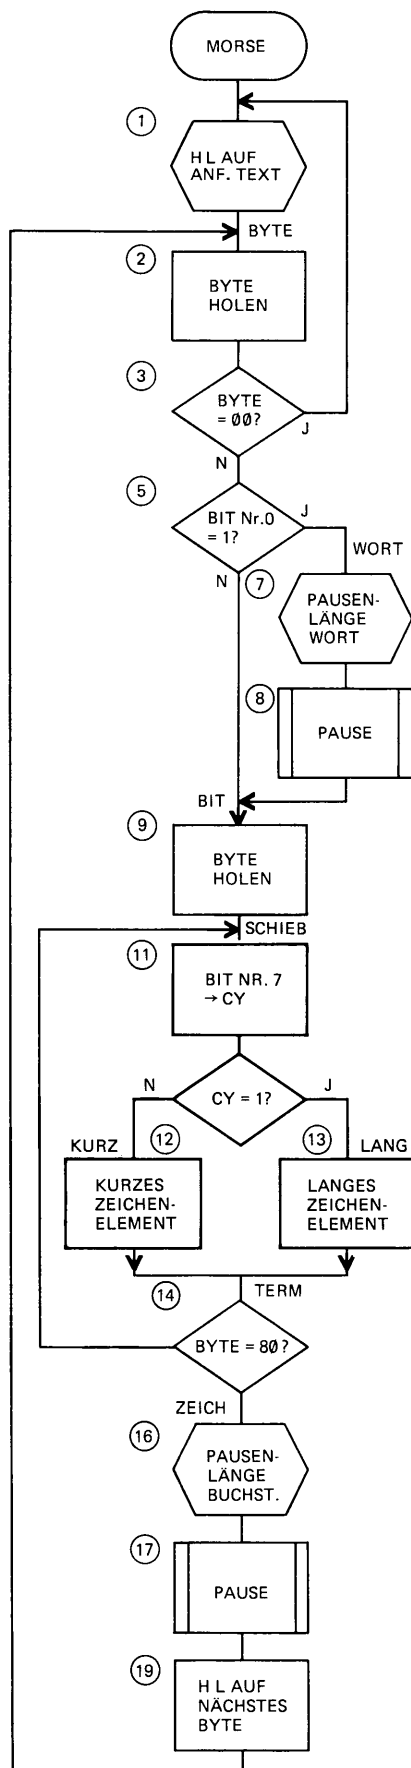 MORSE
1
HL AUF
ANF. TEXT
BYTE
2
BYTE
HOLEN
3
BYTE
= 00?
J
N
5
BIT Nr.0
= 1?
J
N
7
WORT
PAUSEN-
LÄNGE
WORT
8
PAUSE
BIT
9
BYTE
HOLEN
SCHIEB
11
BIT NR. 7
→ CY
N
CY = 1?
J
KURZ
12
13
LANG
KURZES
ZEICHEN-
ELEMENT
LANGES
ZEICHEN-
ELEMENT
14
TERM
BYTE = 80?
ZEICH
16
PAUSEN-
LÄNGE
BUCHST.
17
PAUSE
19
HL AUF
NÄCHSTES
BYTE